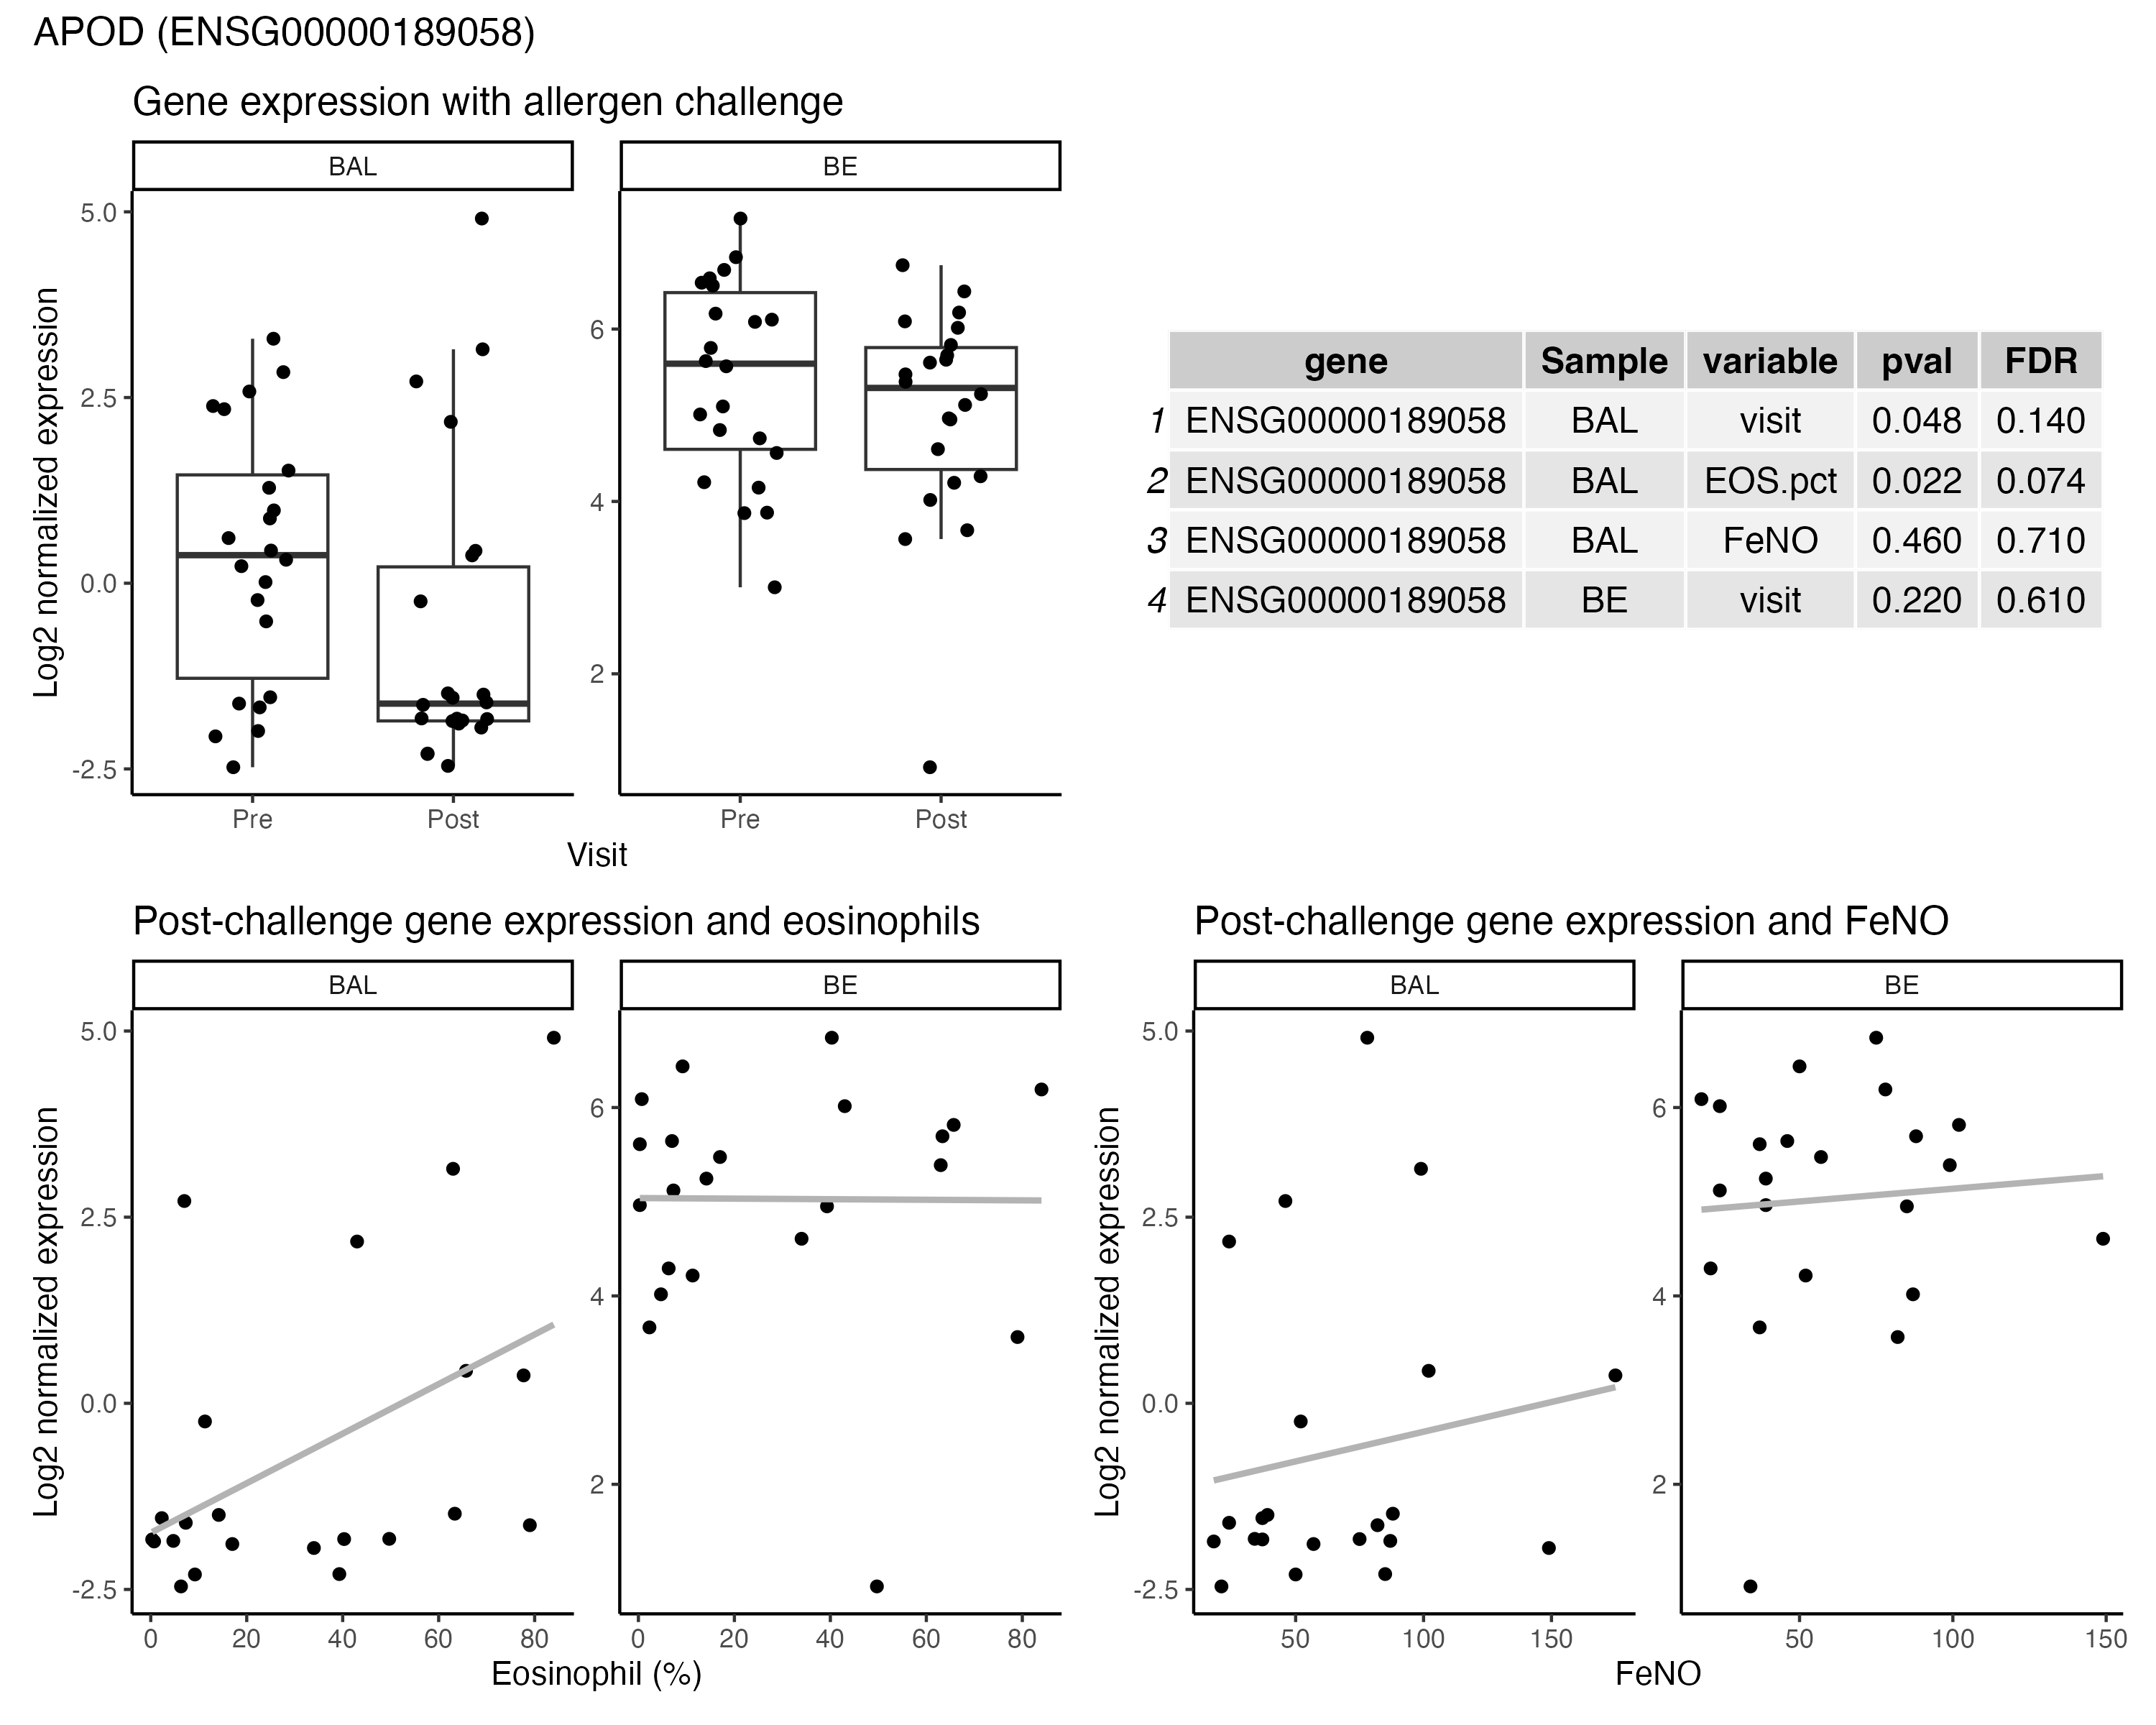 APOD (ENSG00000189058)
Gene expression with allergen challenge
BAL
BE
Log2 normalized expression
5.0
2.5
0.0
-2.5
6
4
2
Pre
Post
Pre
Post
Visit
gene Sample variable pval FDR
1 ENSG00000189058 BAL visit 0.048 0.140
2 ENSG00000189058 BAL EOS.pct 0.022 0.074
3 ENSG00000189058 BAL FeNO 0.460 0.710
4 ENSG00000189058 BE visit 0.220 0.610
Post-challenge gene expression and eosinophils
BAL
BE
Log2 normalized expression
5.0
2.5
0.0
-2.5
6
4
2
0 20 40 60 80
0 20 40 60 80
Eosinophil (%)
Post-challenge gene expression and FeNO
BAL
BE
Log2 normalized expression
5.0
2.5
0.0
-2.5
6
4
2
50 100 150
50 100 150
FeNO